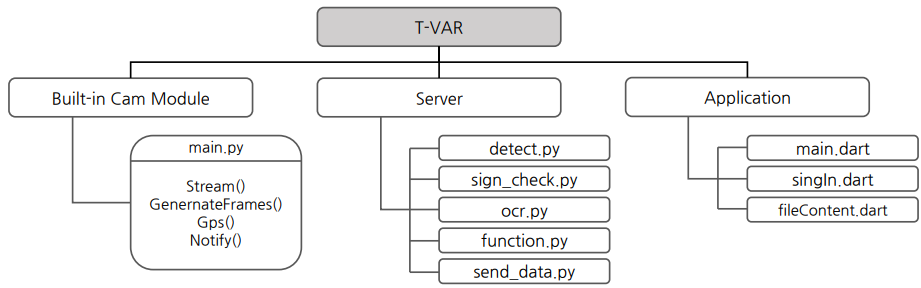 T-VAR
Built-in Cam Module
Server
Application
main.py
Stream()
GenernateFrames()
Gps()
Notify()
detect.py
sign_check.py
ocr.py
function.py
send_data.py
main.dart
singIn.dart
fileContent.dart